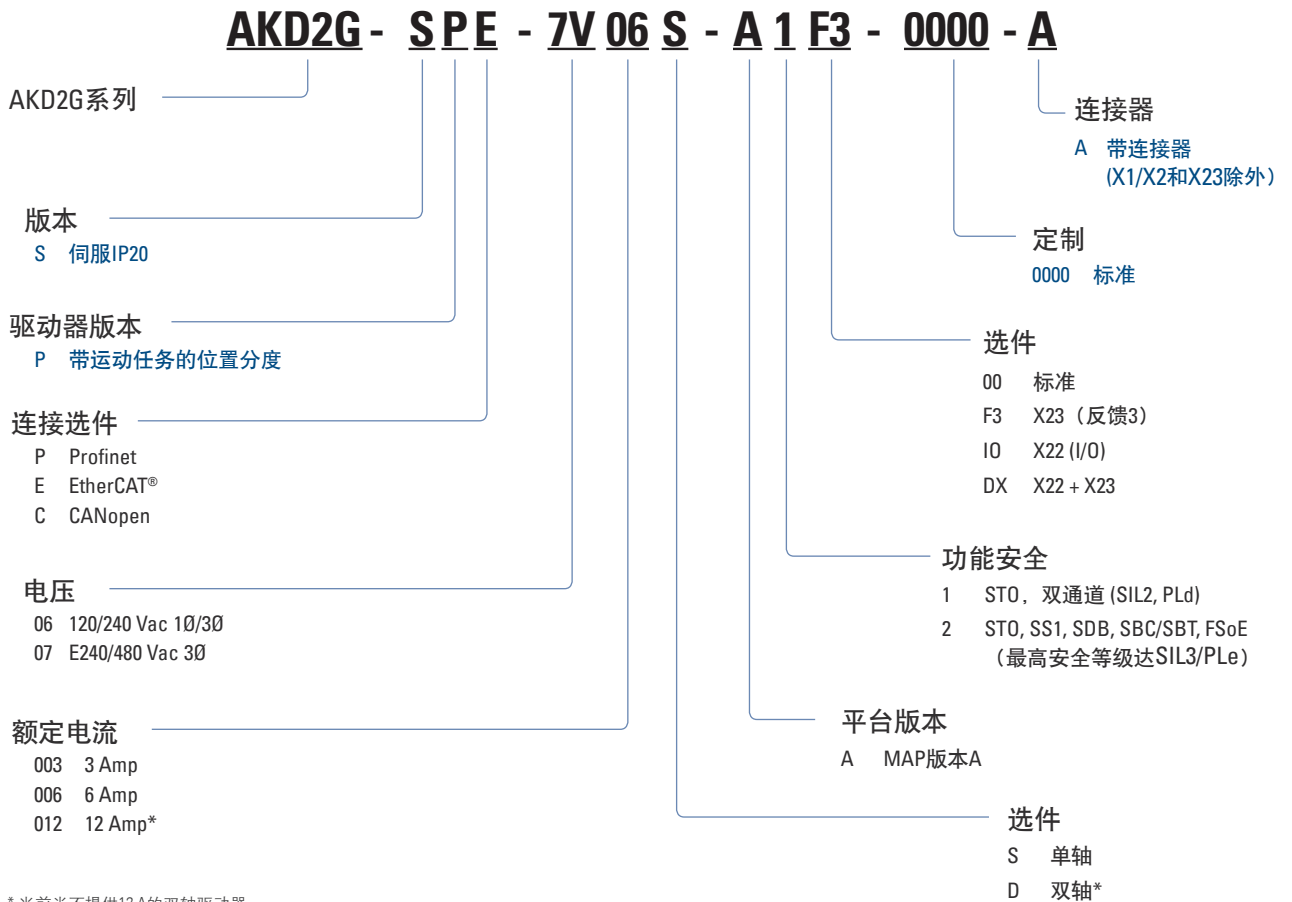 AKD2G - S P E - 7V 06 S - A 1 F3 - 0000 - A
AKD2G系列
版本
S 伺服IP20
驱动器版本
P 带运动任务的位置分度
连接选件
P Profinet
E EtherCAT®
C CANopen
电压
06 120/240 Vac 1Ø/3Ø
07 E240/480 Vac 3Ø
额定电流
003 3 Amp
006 6 Amp
012 12 Amp*
连接器
A 带连接器
(X1/X2和X23除外）
定制
0000 标准
选件
00 标准
F3 X23（反馈3）
IO X22 (I/O)
DX X22 + X23
功能安全
1 STO，双通道 (SIL2, PLd)
2 STO, SS1, SDB, SBC/SBT, FSoE
（最高安全等级达SIL3/PLe）
平台版本
A MAP版本A
选件
S 单轴
D 双轴*